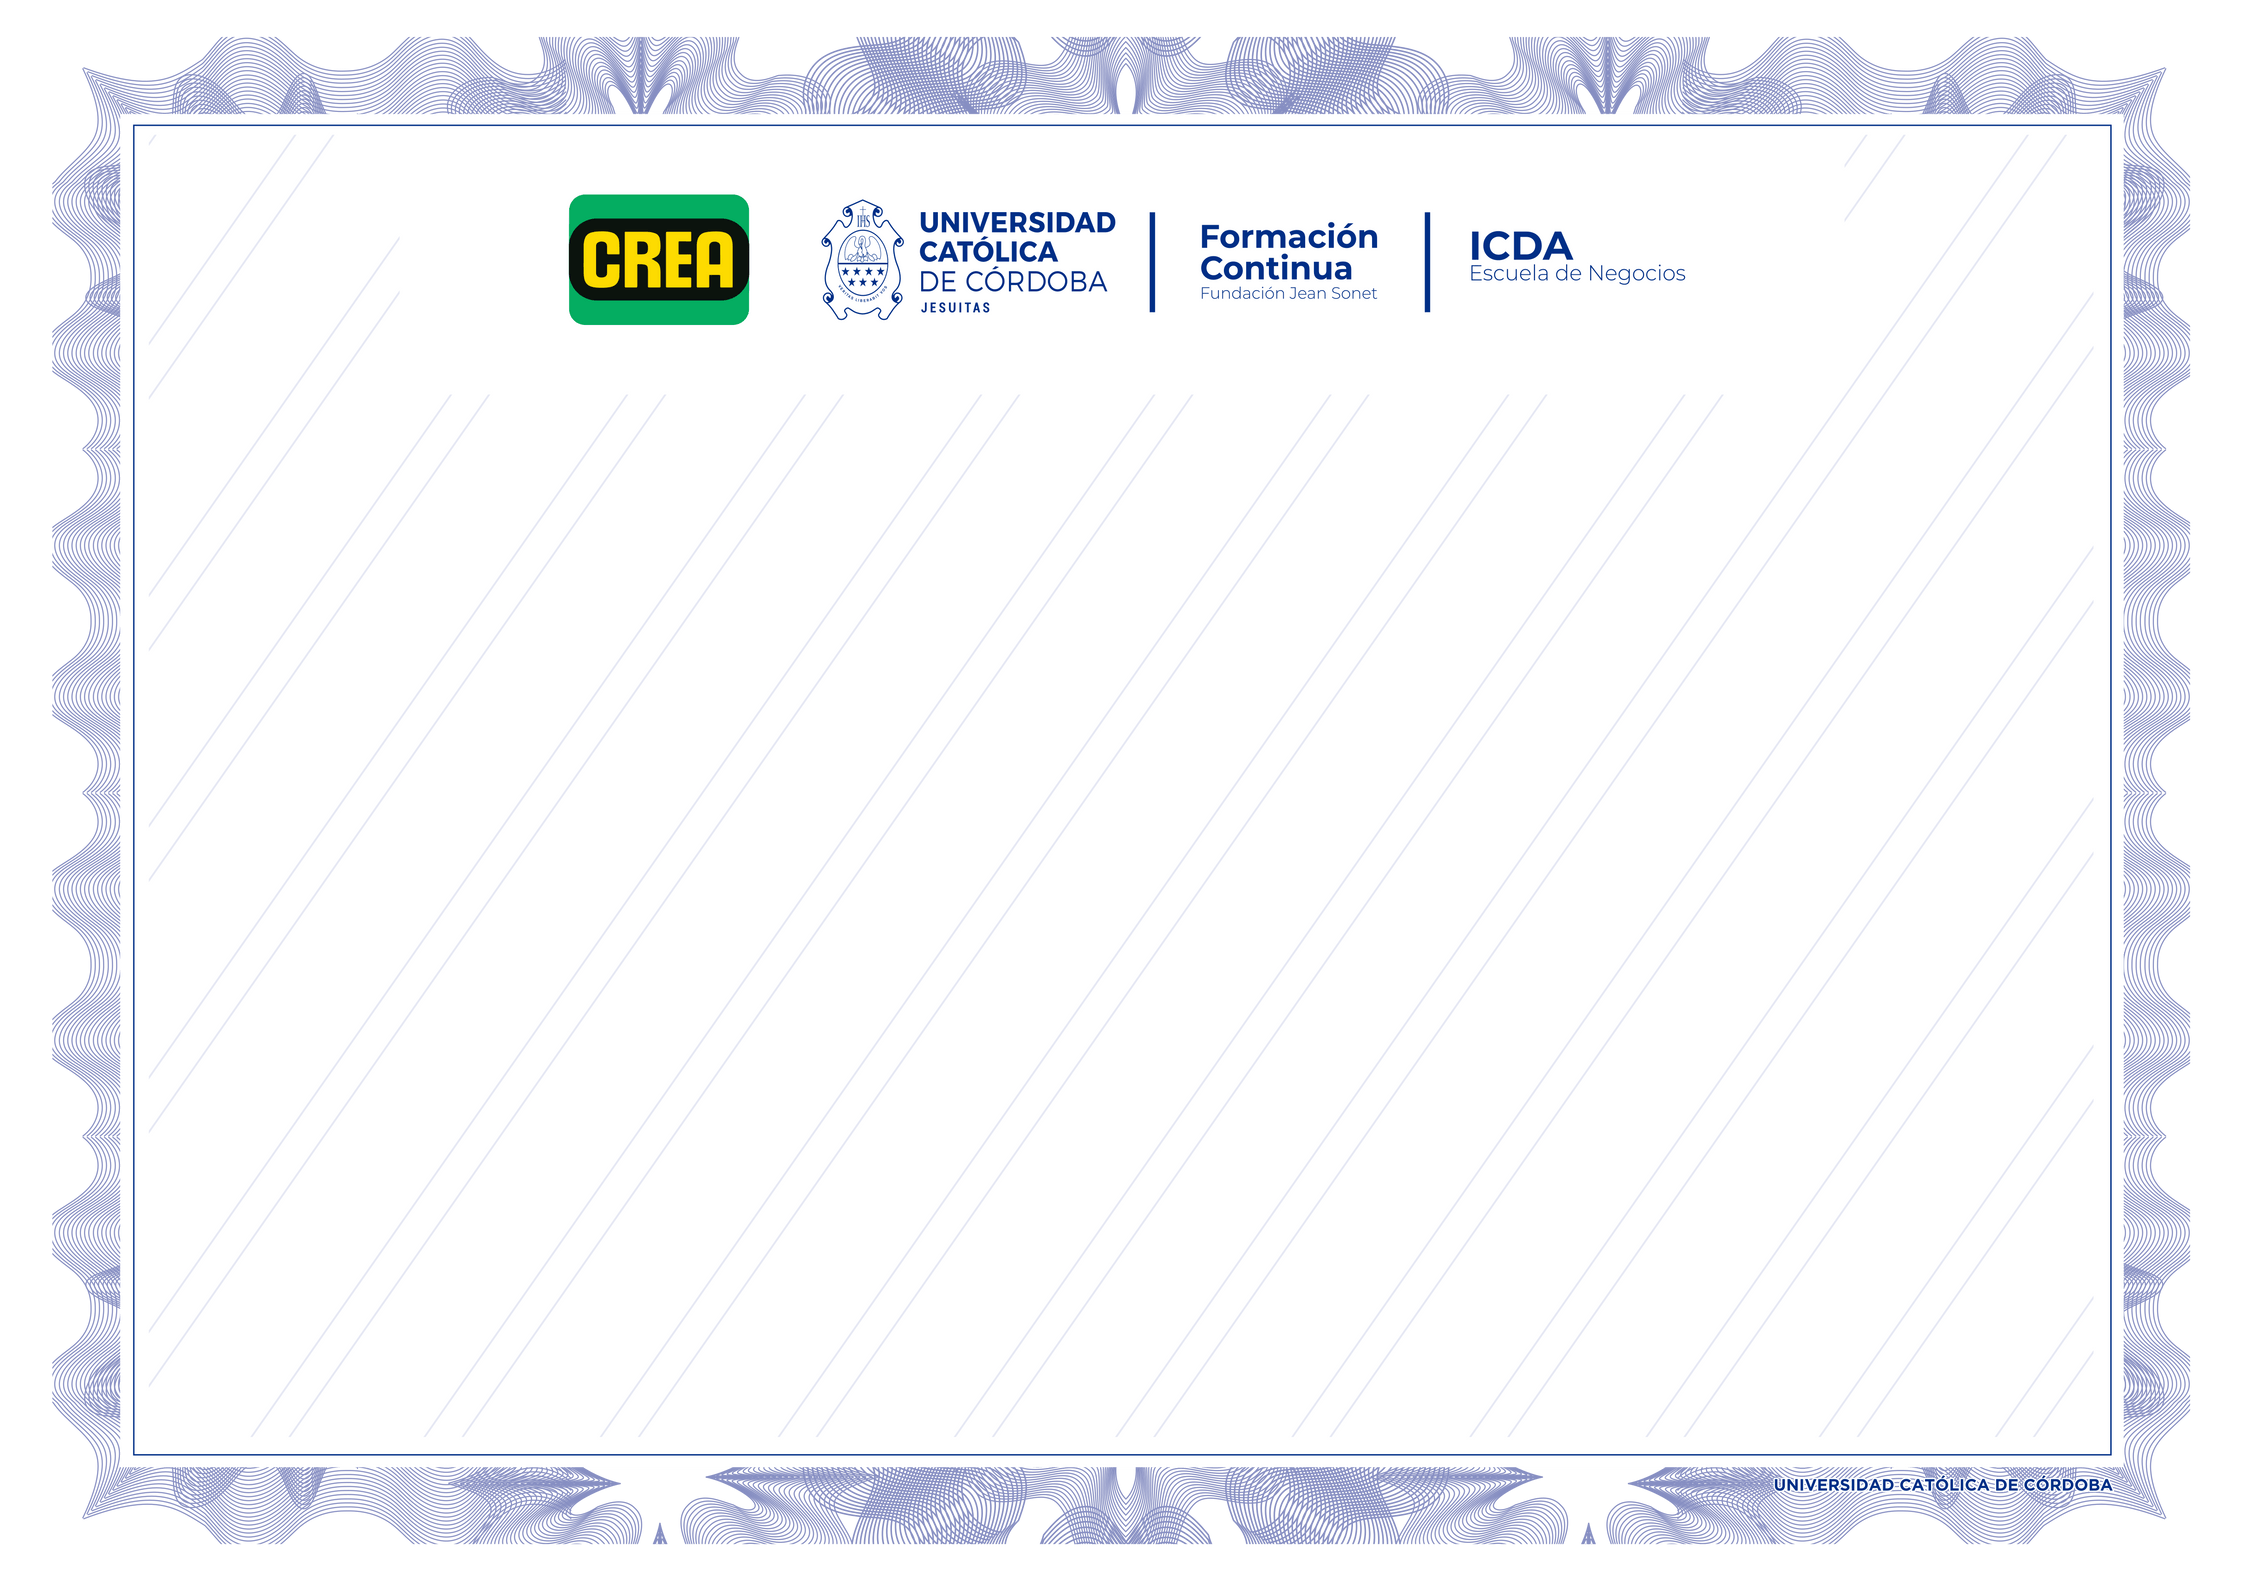 CREA
IHS
UNIVERSIDAD
CATÓLICA
DE CÓRDOBA
JESUITAS
Formación
Continua
Fundación Jean Sonet
ICDA
Escuela de Negocios
UNIVERSIDAD CATÓLICA DE CÓRDOBA